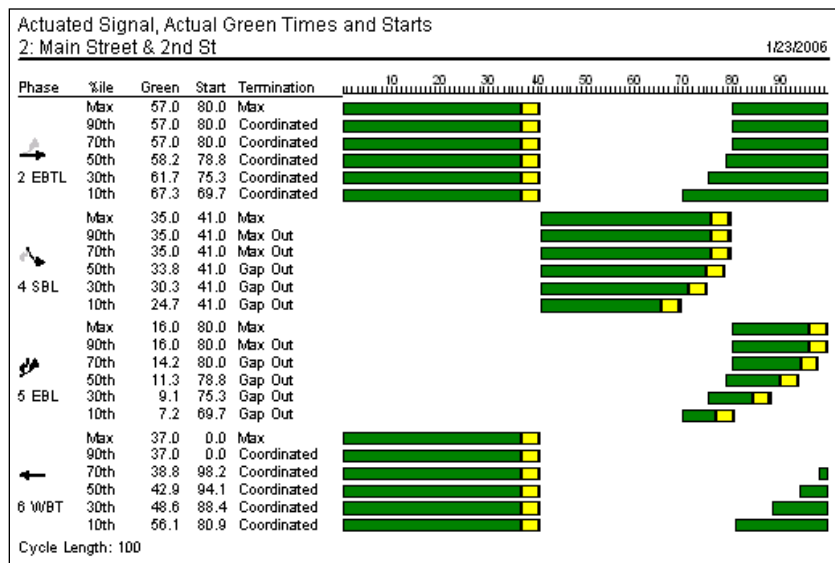 Actuated Signal, Actual Green Times and Starts
2: Main Street & 2nd St 1/23/2006
Phase %ile Green Start Termination 10 20 30 40 50 60 70 80 90
Max 57.0 80.0 Max
90th 57.0 80.0 Coordinated
70th 57.0 80.0 Coordinated
50th 58.2 78.8 Coordinated
2 EBTL 30th 61.7 75.3 Coordinated
10th 67.3 69.7 Coordinated
Max 35.0 41.0 Max
90th 35.0 41.0 Max Out
70th 35.0 41.0 Max Out
50th 33.8 41.0 Gap Out
4 SBL 30th 30.3 41.0 Gap Out
10th 24.7 41.0 Gap Out
Max 16.0 80.0 Max
90th 16.0 80.0 Max Out
70th 14.2 80.0 Gap Out
50th 11.3 78.8 Gap Out
5 EBL 30th 9.1 75.3 Gap Out
10th 7.2 69.7 Gap Out
Max 37.0 0.0 Max
90th 37.0 0.0 Coordinated
70th 38.8 98.2 Coordinated
50th 42.9 94.1 Coordinated
6 WBT 30th 48.6 88.4 Coordinated
10th 56.1 80.9 Coordinated
Cycle Length: 100